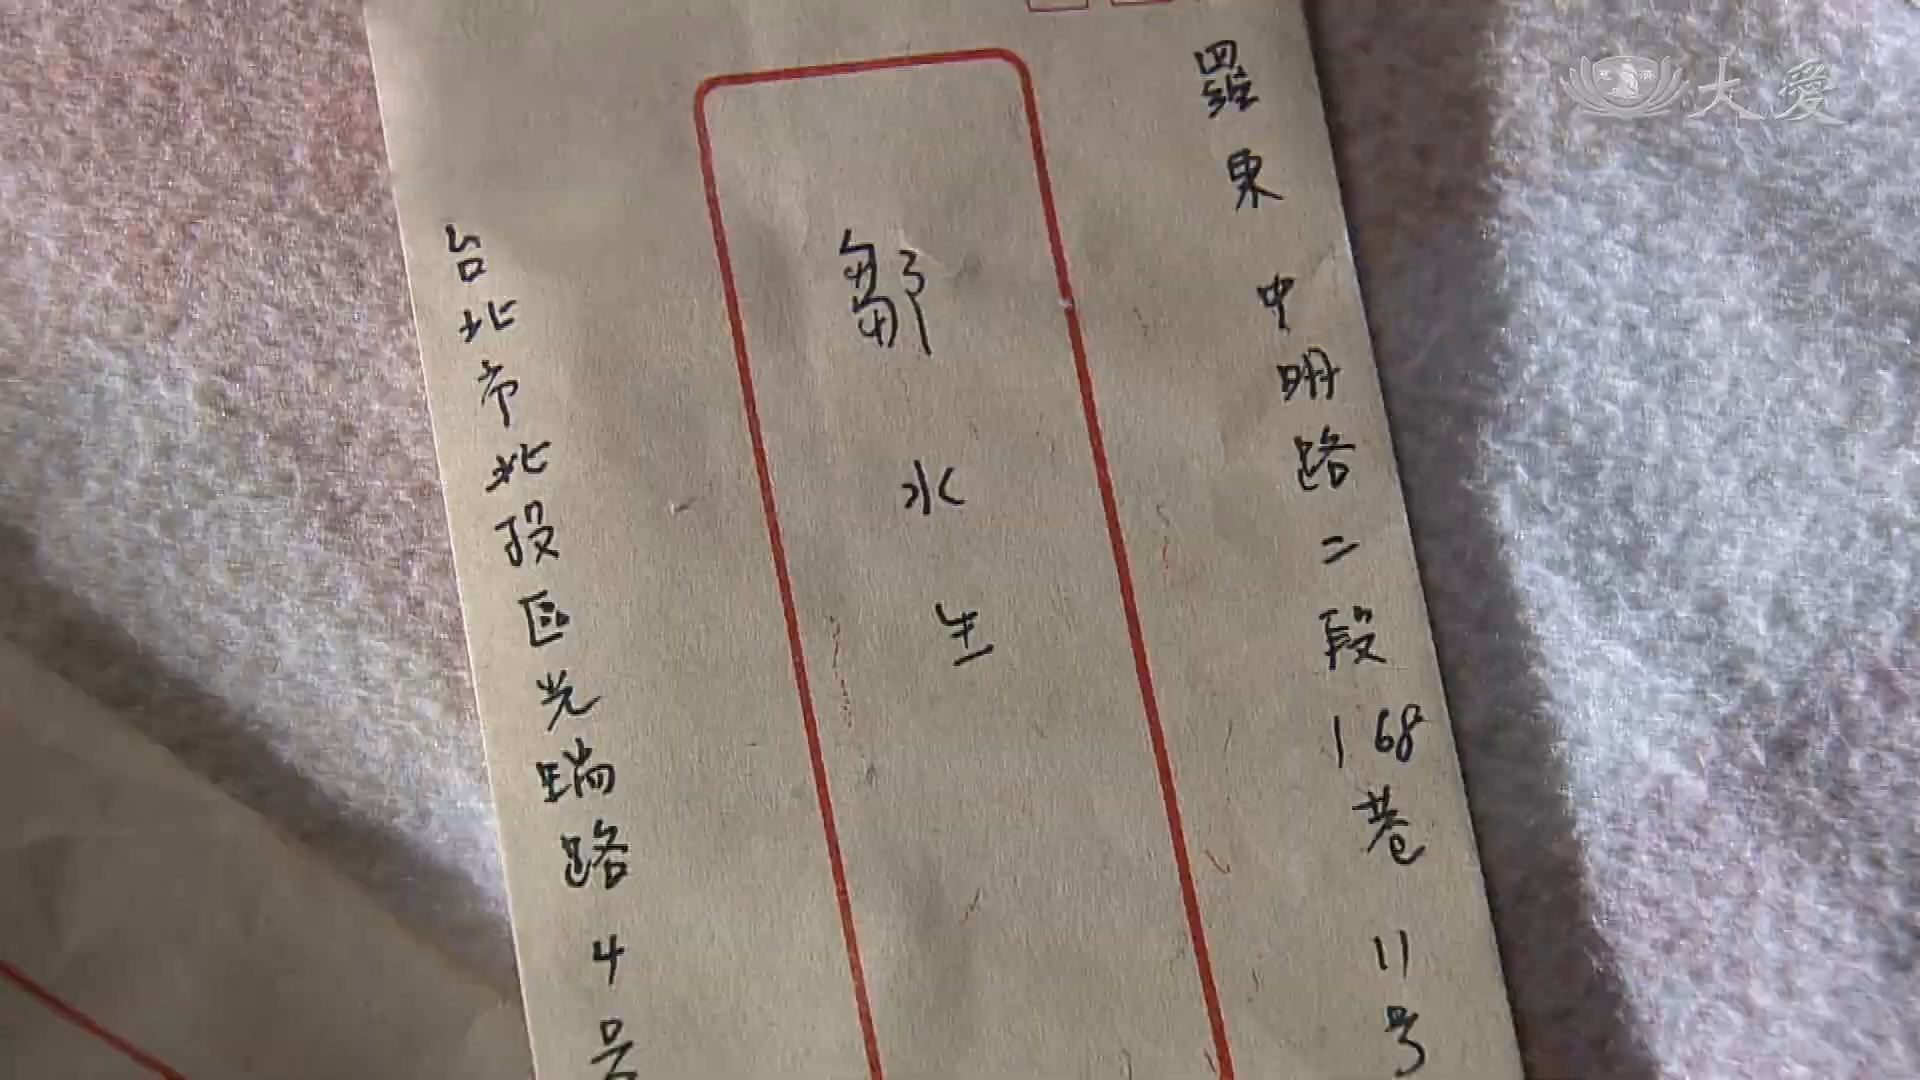 羅東中明路二段168巷11号
鄒水生
台北市北投區光瑞路4号
大愛